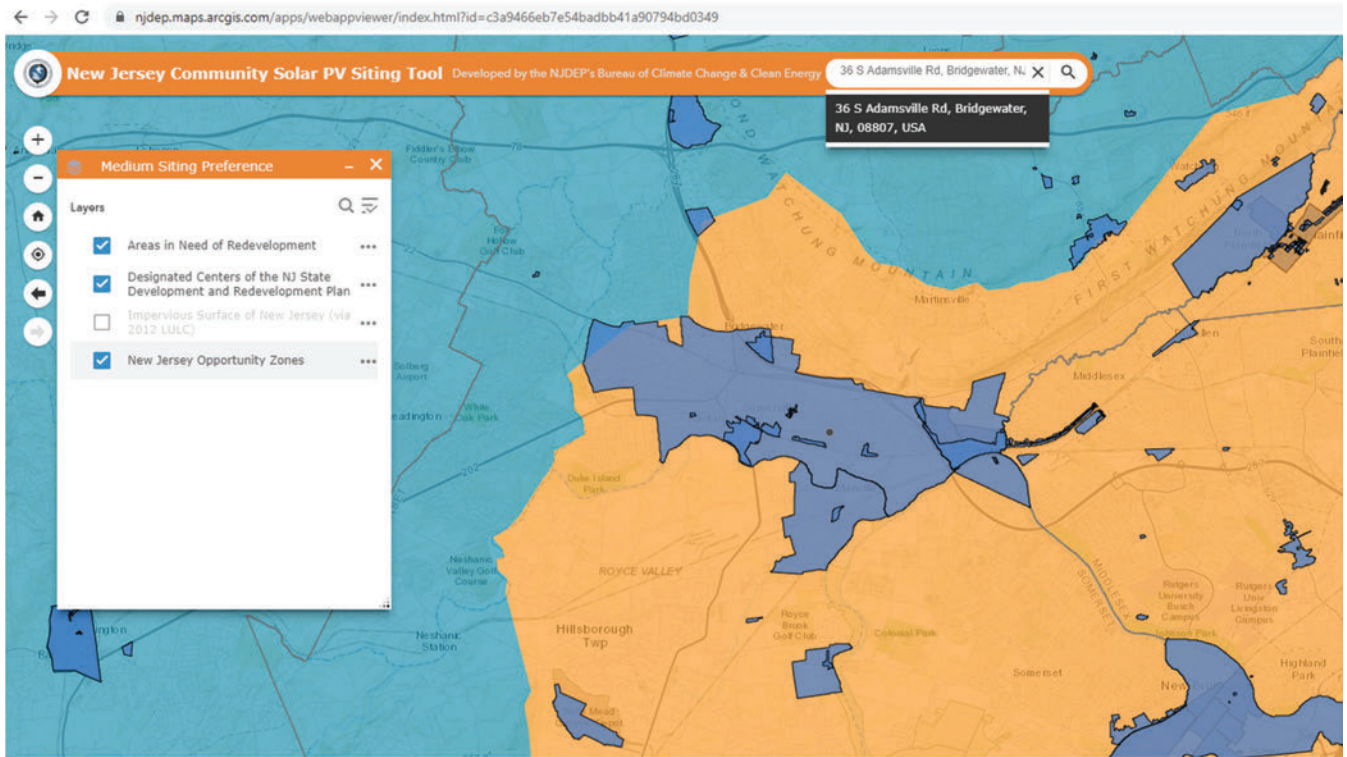 njdep.maps.arcgis.com/apps/webappviewer/index.html?id=c3a9466eb7e54badbb41a90794bd0349
New Jersey Community Solar PV Siting Tool Developed by the NJDEP's Bureau of Climate Change & Clean Energy
36 S Adamsville Rd, Bridgewater, N
36 S Adamsville Rd, Bridgewater,
NJ, 08807, USA
Medium Siting Preference
Layers
Areas in Need of Redevelopment
Designated Centers of the NJ State
Development and Redevelopment Plan
Impervious Surface of New Jersey (via
2012 LULC)
New Jersey Opportunity Zones
Fiddler's Elbow
Country Club
78
SECOND WATCHUNG MOUNTAIN
FIRST WATCHUNG MOUNTAIN
Fox
Hollow
Golf Club
22
287
Martinsville
South
Plainfield
Middlesex
Solberg
Airport
White
Oak Park
202
Duke Island
Park
Manville
287
Neshanic
Valley Golf
Course
ROYCE VALLEY
MIDDLESEX
SOMERSET
Rutgers
University
Busch
Campus
Rutgers
Univ
Livingston
Campus
Johnson Park
Neshanic
Station
Hillsborough
Twp
Royce
Brook
Golf Club
Colonial Park
Somerset
Highland
Park